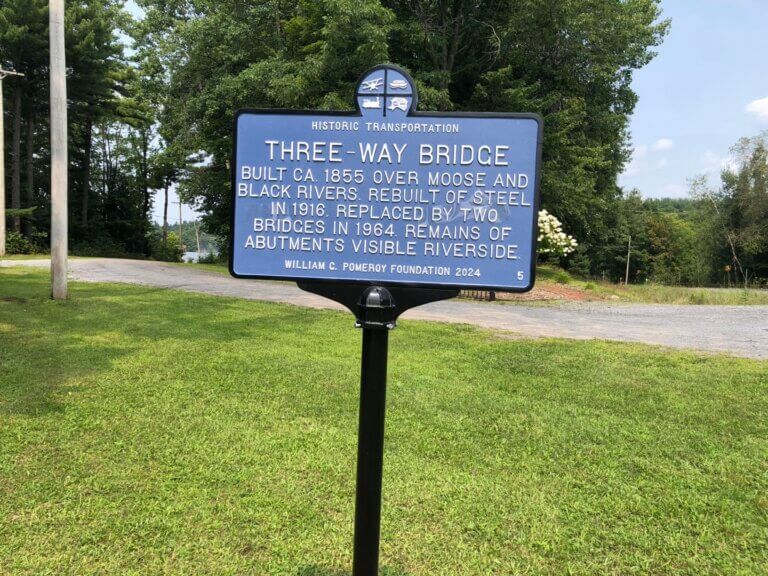 HISTORIC TRANSPORTATION
THREE-WAY BRIDGE
BUILT CA. 1855 OVER MOOSE AND
BLACK RIVERS. REBUILT OF STEEL
IN 1916. REPLACED BY TWO
BRIDGES IN 1964. REMAINS OF
ABUTMENTS VISIBLE RIVERSIDE.
WILLIAM G. POMEROY FOUNDATION 2024 5